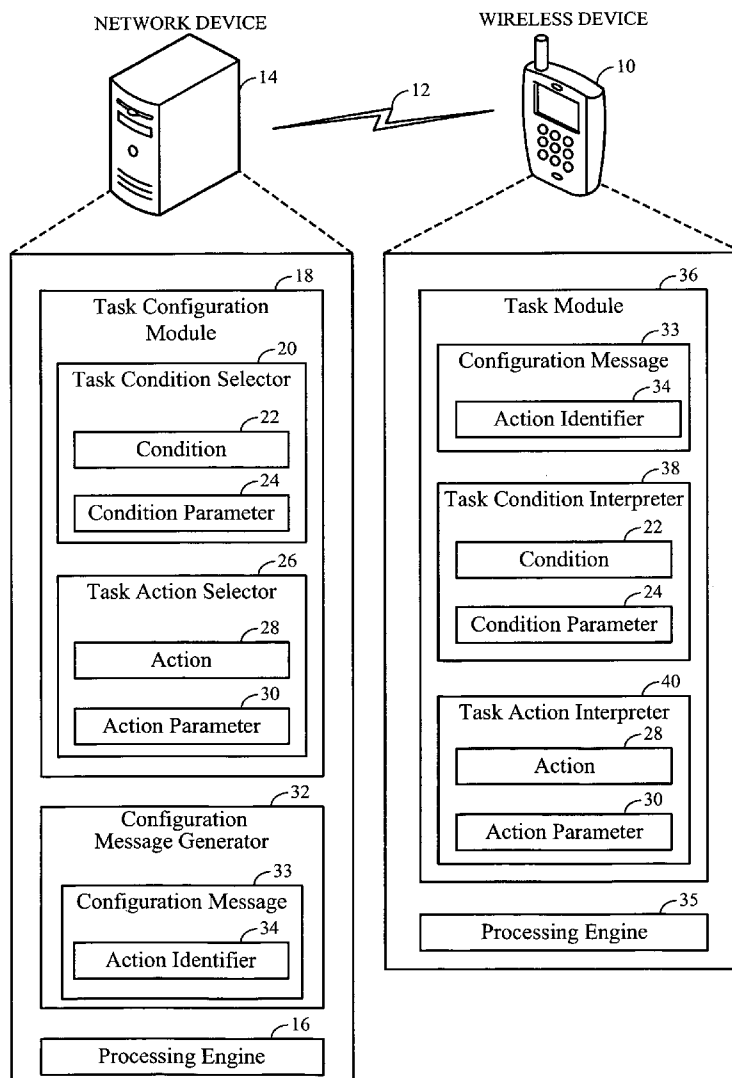 NETWORK DEVICE
14
12
WIRELESS DEVICE
10
18
Task Configuration
Module
20
Task Condition Selector
22
Condition
24
Condition Parameter
26
Task Action Selector
28
Action
30
Action Parameter
32
Configuration
Message Generator
33
Configuration Message
34
Action Identifier
16
Processing Engine
36
Task Module
33
Configuration Message
34
Action Identifier
38
Task Condition Interpreter
22
Condition
24
Condition Parameter
40
Task Action Interpreter
28
Action
30
Action Parameter
35
Processing Engine